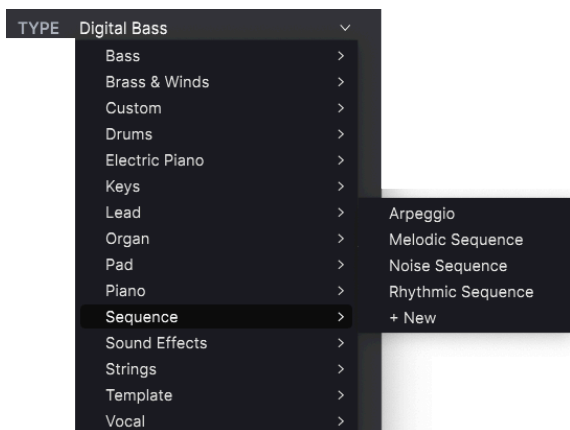 TYPE Digital Bass
Bass
Brass & Winds
Custom
Drums
Electric Piano
Keys
Lead
Organ
Pad
Piano
Sequence
Sound Effects
Strings
Template
Vocal
Arpeggio
Melodic Sequence
Noise Sequence
Rhythmic Sequence
+ New